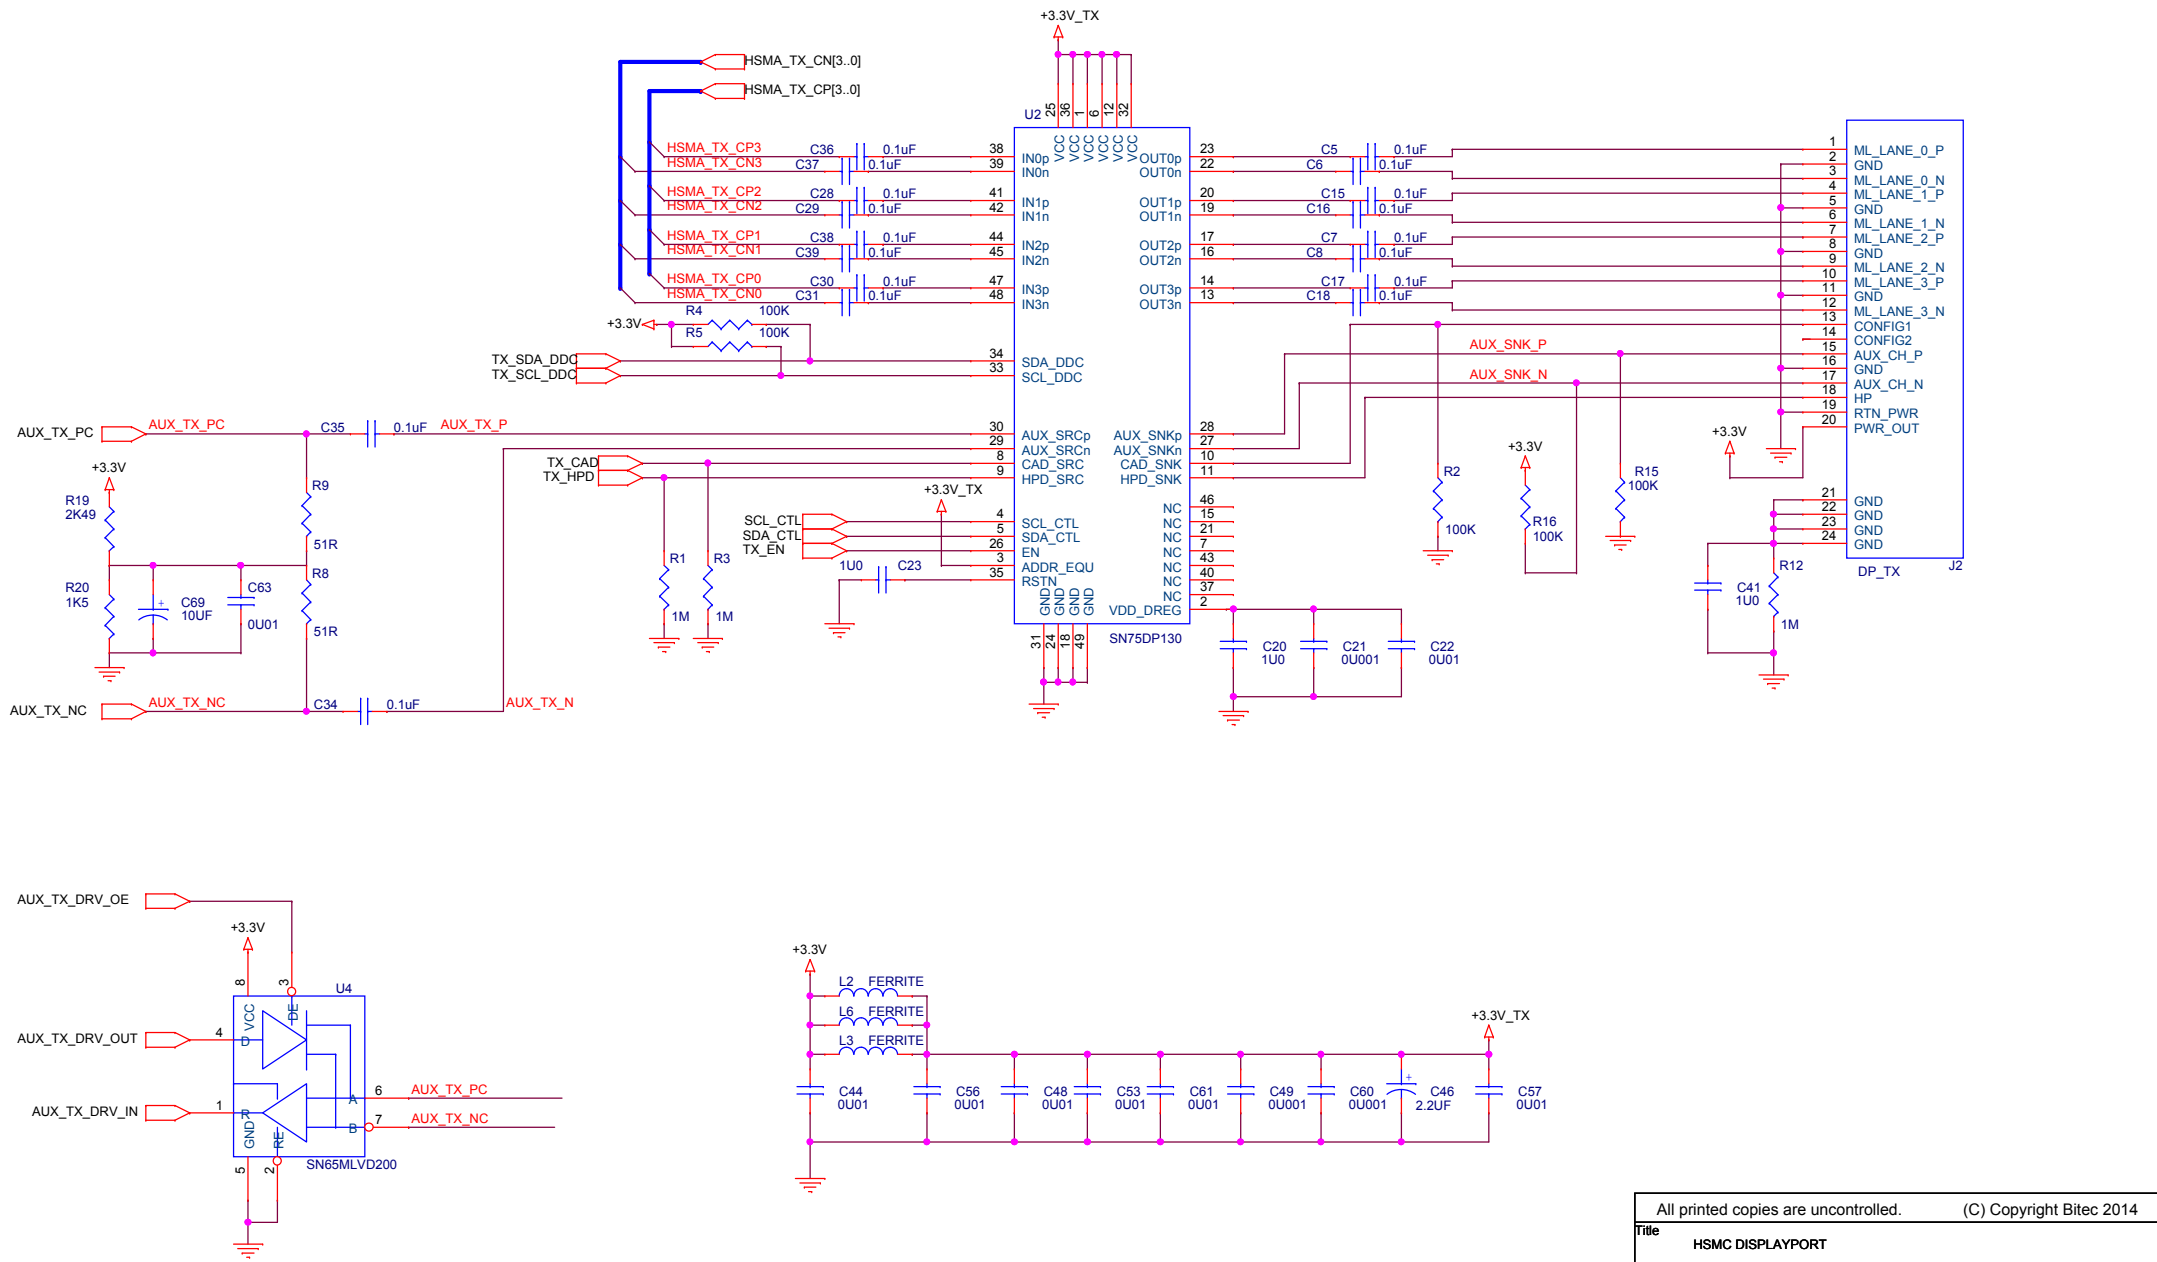 +3.3V_TX
HSMA_TX_CN[3..0]
HSMA_TX_CP[3..0]
U2
25 36 1 6 12 32
VCC VCC VCC VCC VCC VCC
HSMA_TX_CP3 C36 0.1uF 38 IN0p OUT0p 23 C5 0.1uF 1 ML_LANE_0_P
HSMA_TX_CN3 C37 0.1uF 39 IN0n OUT0n 22 C6 0.1uF 2 GND
3 ML_LANE_0_N
HSMA_TX_CP2 C28 0.1uF 41 IN1p OUT1p 20 C15 0.1uF 4 ML_LANE_1_P
HSMA_TX_CN2 C29 0.1uF 42 IN1n OUT1n 19 C16 0.1uF 5 GND
6 ML_LANE_1_N
HSMA_TX_CP1 C38 0.1uF 44 IN2p OUT2p 17 C7 0.1uF 7 ML_LANE_2_P
HSMA_TX_CN1 C39 0.1uF 45 IN2n OUT2n 16 C8 0.1uF 8 GND
9 ML_LANE_2_N
HSMA_TX_CP0 C30 0.1uF 47 IN3p OUT3p 14 C17 0.1uF 10 ML_LANE_3_P
HSMA_TX_CN0 C31 0.1uF 48 IN3n OUT3n 13 C18 0.1uF 11 GND
12 ML_LANE_3_N
R4 100K
+3.3V
R5 100K
13 CONFIG1
14 CONFIG2
TX_SDA_DDC 34 SDA_DDC AUX_SNK_P 15 AUX_CH_P
16 GND
TX_SCL_DDC 33 SCL_DDC AUX_SNK_N 17 AUX_CH_N
18 HP
19 RTN_PWR
20 PWR_OUT
AUX_TX_PC AUX_TX_PC C35 0.1uF AUX_TX_P 30 AUX_SRCp AUX_SNKp 28
29 AUX_SRCn AUX_SNKn 27
TX_CAD 8 CAD_SRC CAD_SNK 10
TX_HPD 9 HPD_SRC HPD_SNK 11
+3.3V
+3.3V
+3.3V
R19
2K49
R9
51R
+3.3V_TX
NC 46
SCL_CTL 4 SCL_CTL NC 15
SDA_CTL 5 SDA_CTL NC 21
TX_EN 26 EN NC 7
3 ADDR_EQU NC 43
1U0 C23 35 RSTN NC 40
NC 37
VDD_DREG 2
GND GND GND GND
31 24 18 49
SN75DP130
R2
100K
R16
100K
R15
100K
21 GND
22 GND
23 GND
24 GND
DP_TX
J2
R12
1M
C41
1U0
R20
1K5
C69
10UF
+
C63
0U01
R8
51R
R1
1M
R3
1M
C20
1U0
C21
0U001
C22
0U01
AUX_TX_NC AUX_TX_NC C34 0.1uF AUX_TX_N
AUX_TX_DRV_OE
+3.3V
8 3
U4
VCC DE
AUX_TX_DRV_OUT 4 D
6 AUX_TX_PC
A
AUX_TX_DRV_IN 1 R
7 AUX_TX_NC
B
GND RE
SN65MLVD200
5 2
+3.3V
L2 FERRITE
L6 FERRITE
L3 FERRITE
+3.3V_TX
C44
0U01
C56
0U01
C48
0U01
C53
0U01
C61
0U01
C49
0U001
C60
0U001
+
C46
2.2UF
C57
0U01
All printed copies are uncontrolled. (C) Copyright Bitec 2014
Title
HSMC DISPLAYPORT